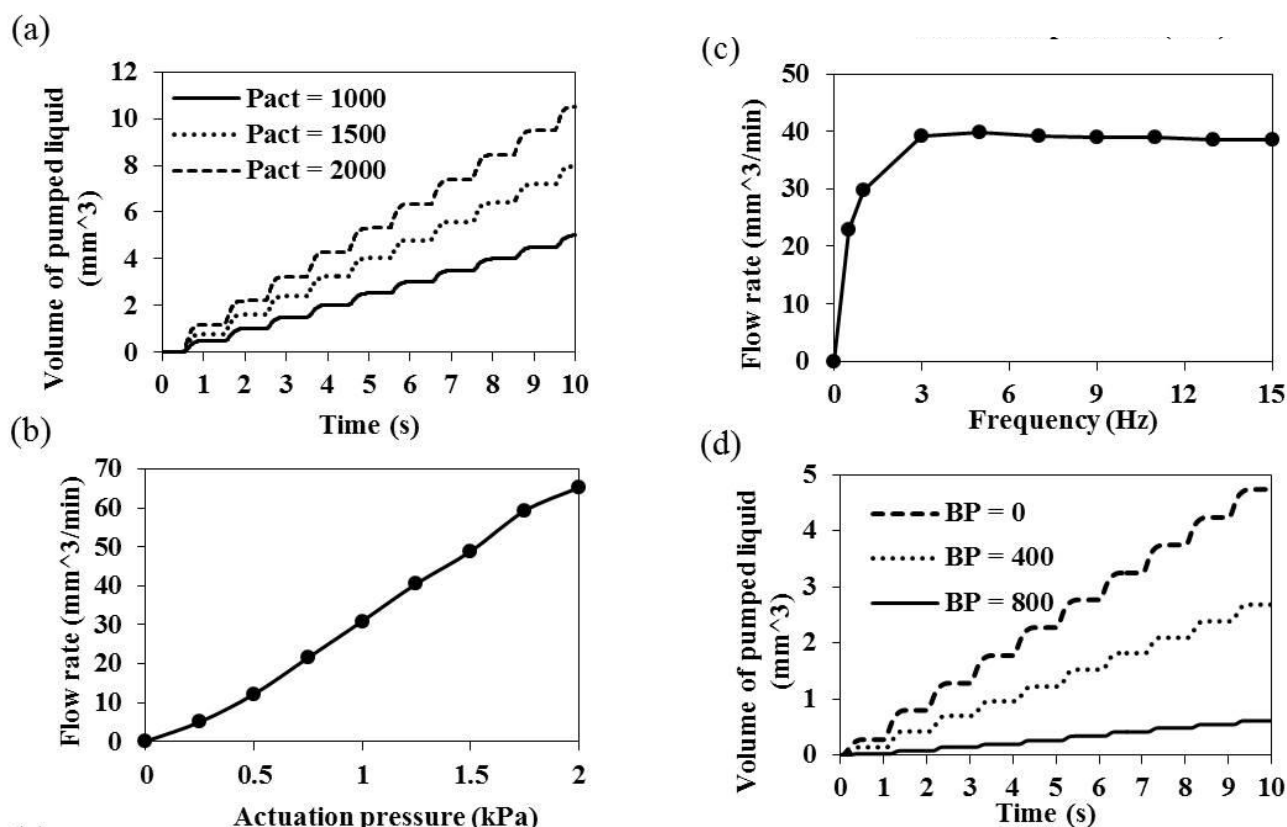 (a)
12
10
8
6
4
2
0
Pact = 1000
Pact = 1500
Pact = 2000
Volume of pumped liquid
(mm^3)
0 1 2 3 4 5 6 7 8 9 10
Time (s)
(b)
70
60
50
40
30
20
10
0
Flow rate (mm^3/min)
0 0.5 1 1.5 2
Actuation pressure (kPa)
(c)
50
40
30
20
10
0
Flow rate (mm^3/min)
0 3 6 9 12 15
Frequency (Hz)
(d)
5
4
3
2
1
0
BP = 0
BP = 400
BP = 800
Volume of pumped liquid
(mm^3)
0 1 2 3 4 5 6 7 8 9 10
Time (s)